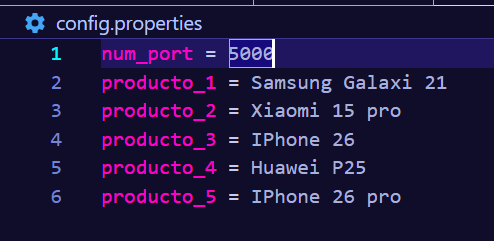 config.properties
1 num_port = 5000
2 producto_1 = Samsung Galaxi 21
3 producto_2 = Xiaomi 15 pro
4 producto_3 = IPhone 26
5 producto_4 = Huawei P25
6 producto_5 = IPhone 26 pro